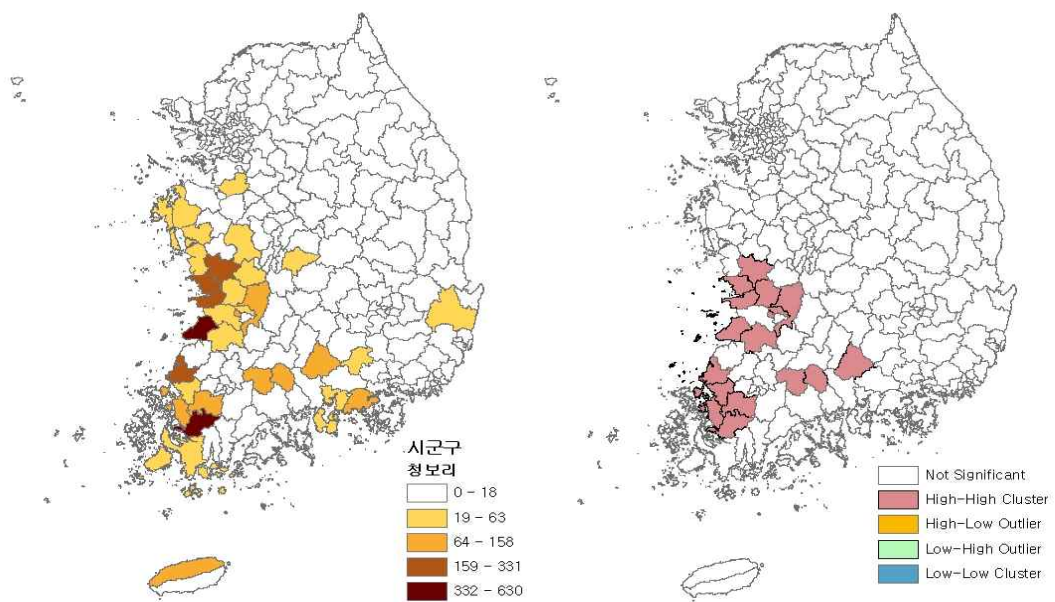 시군구
청보리
0 - 18
19 - 63
64 - 158
159 - 331
332 - 630
Not Significant
High-High Cluster
High-Low Outlier
Low-High Outlier
Low-Low Cluster